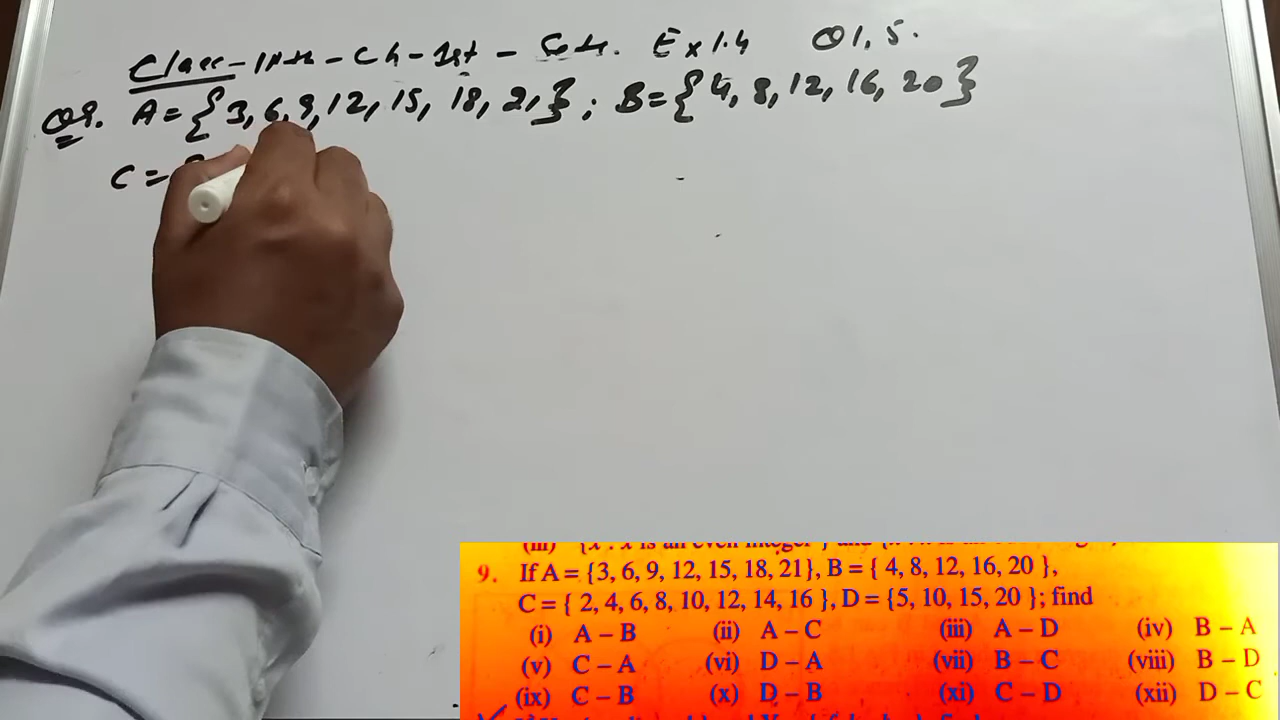 Class-11th-Ch-1st-Sets. Ex1.4 Q1,5.
Q9. A={3,6,9,12,15,18,21}; B={4,8,12,16,20}
C={
9. If A = {3, 6, 9, 12, 15, 18, 21}, B = { 4, 8, 12, 16, 20 },
C = { 2, 4, 6, 8, 10, 12, 14, 16 }, D = {5, 10, 15, 20 }; find
(i) A – B (ii) A – C (iii) A – D (iv) B – A
(v) C – A (vi) D – A (vii) B – C (viii) B – D
(ix) C – B (x) D – B (xi) C – D (xii) D – C